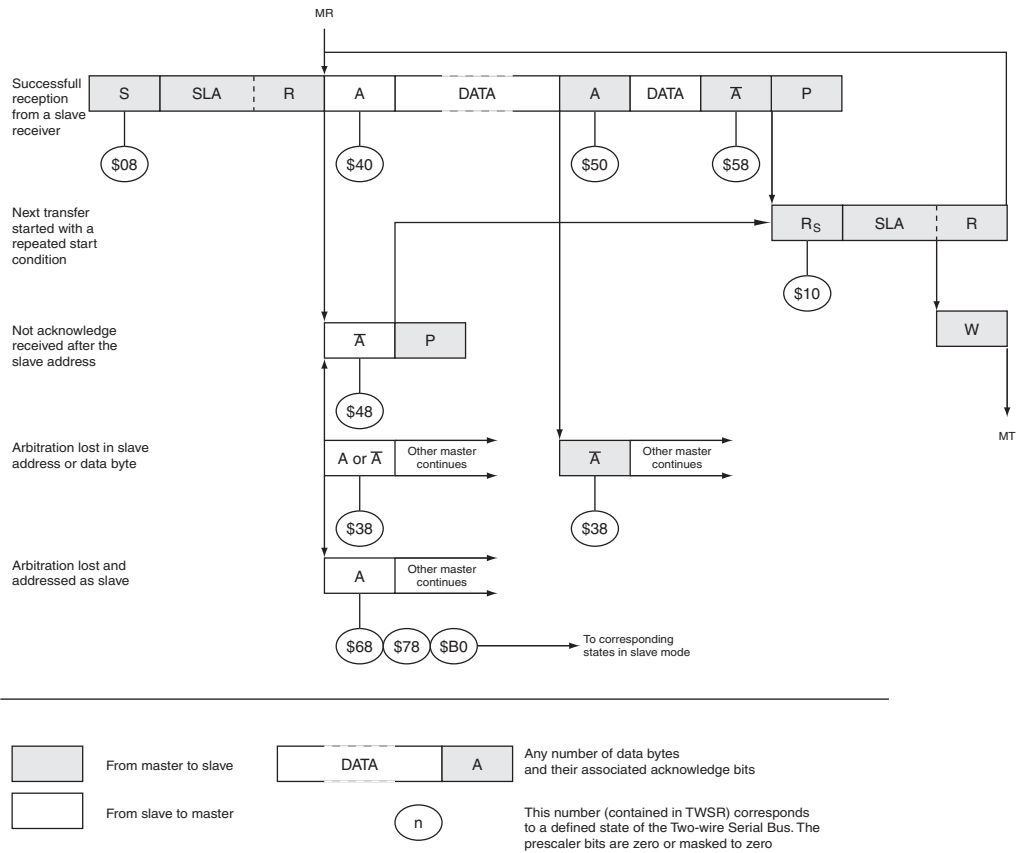 MR
Successfull
reception
from a slave
receiver
S SLA R A DATA A DATA A̅ P
$08 $40 $50 $58
Next transfer
started with a
repeated start
condition
RS SLA R
$10
Not acknowledge
received after the
slave address
A̅ P
W
$48
MT
Arbitration lost in slave
address or data byte
A or A̅
Other master
continues
A̅
Other master
continues
$38 $38
Arbitration lost and
addressed as slave
A
Other master
continues
$68 $78 $B0
To corresponding
states in slave mode
From master to slave
DATA A
Any number of data bytes
and their associated acknowledge bits
From slave to master
n
This number (contained in TWSR) corresponds
to a defined state of the Two-wire Serial Bus. The
prescaler bits are zero or masked to zero